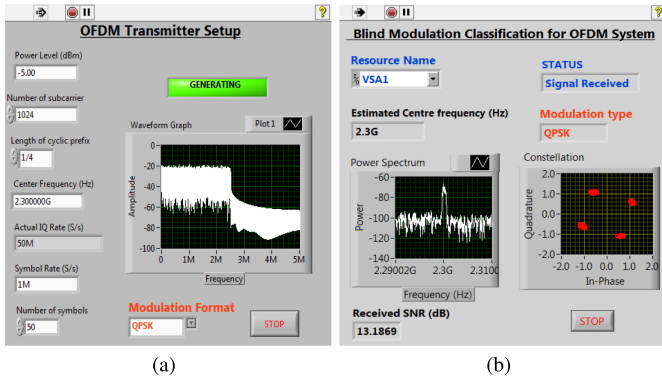 OFDM Transmitter Setup
Power Level (dBm)
-5.00
Number of subcarrier
1024
Length of cyclic prefix
1/4
Center Frequency (Hz)
2.300000G
Actual IQ Rate (S/s)
50M
Symbol Rate (S/s)
1M
Number of symbols
50
GENERATING
Waveform Graph
Plot 1
Amplitude
0
-20
-40
-60
-80
-100
0 1M 2M 3M 4M 5M
Frequency
Modulation Format
QPSK
STOP
(a)
Blind Modulation Classification for OFDM System
Resource Name
VSA1
STATUS
Signal Received
Estimated Centre frequency (Hz)
2.3G
Modulation type
QPSK
Power Spectrum
Power
-60
-80
-100
-120
-140
2.29002G 2.3G 2.310G
Frequency (Hz)
Constellation
Quadrature
2.0
1.0
0.0
-1.0
-2.0
-2.0 -1.0 0.0 1.0 2.0
In-Phase
Received SNR (dB)
13.1869
STOP
(b)